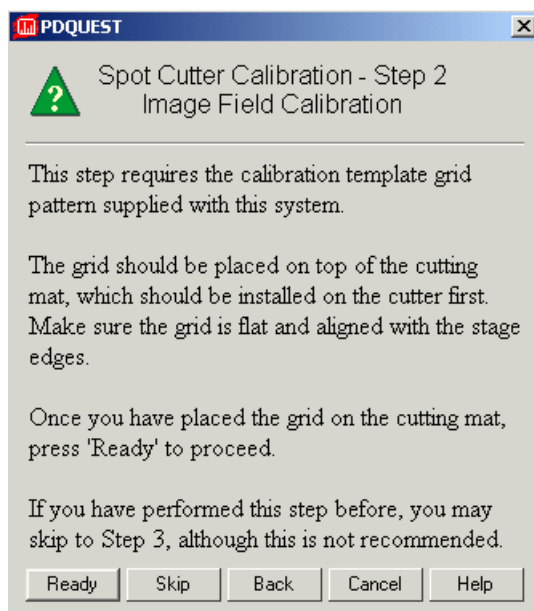 PDQUEST
Spot Cutter Calibration - Step 2
Image Field Calibration
?
This step requires the calibration template grid
pattern supplied with this system.
The grid should be placed on top of the cutting
mat, which should be installed on the cutter first.
Make sure the grid is flat and aligned with the stage
edges.
Once you have placed the grid on the cutting mat,
press 'Ready' to proceed.
If you have performed this step before, you may
skip to Step 3, although this is not recommended.
Ready Skip Back Cancel Help